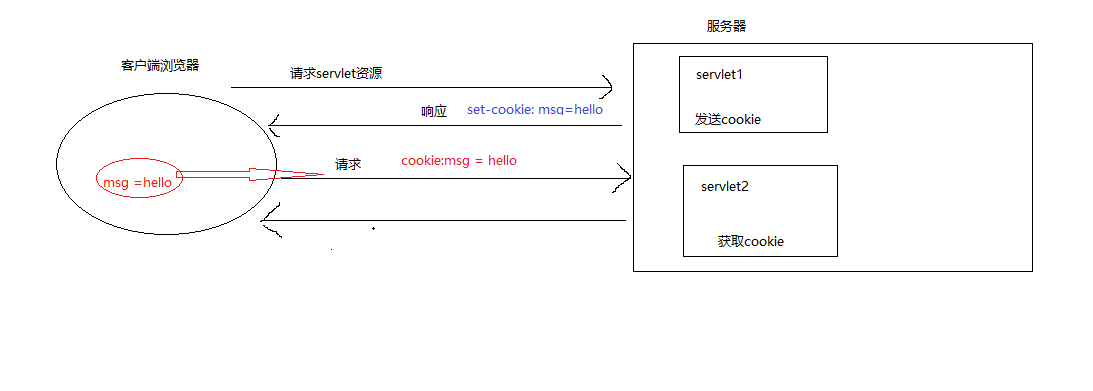 服务器
客户端浏览器
请求servlet资源
servlet1
响应 set-cookie: msg=hello
发送cookie
请求 cookie:msg = hello
msg =hello
servlet2
获取cookie